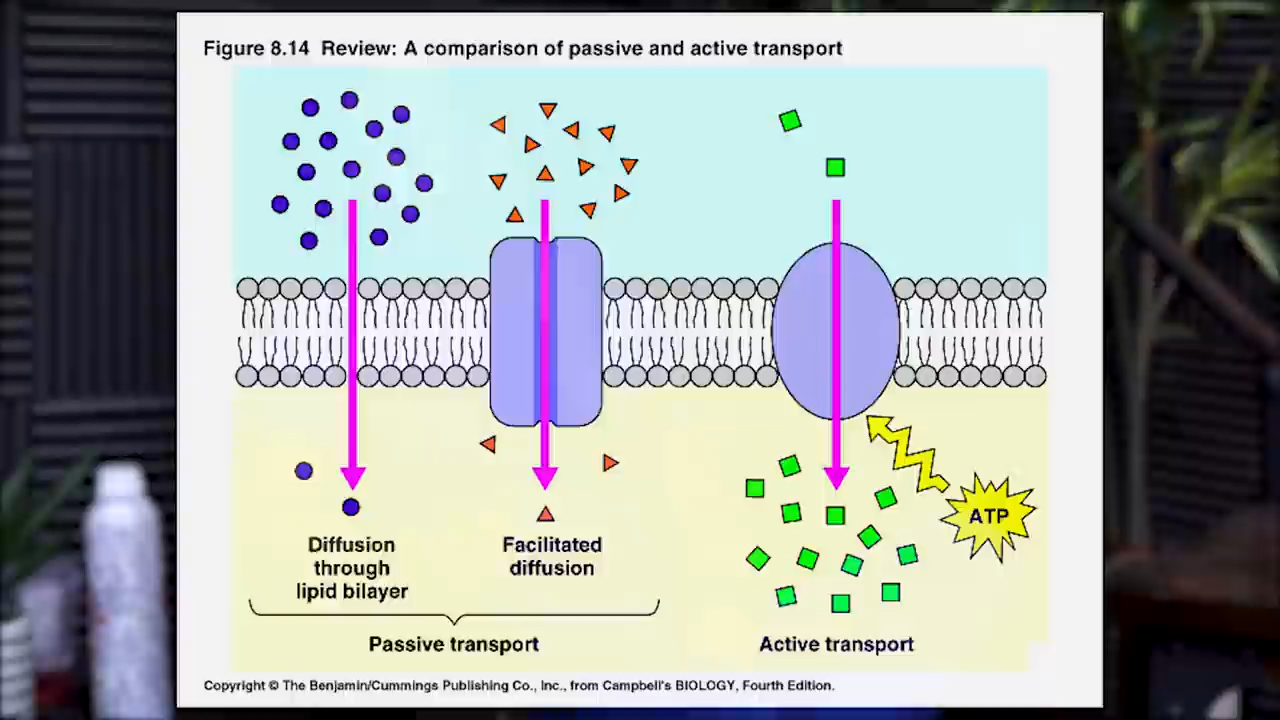 Figure 8.14 Review: A comparison of passive and active transport
ATP
Diffusion
through
lipid bilayer
Facilitated
diffusion
Passive transport
Active transport
Copyright © The Benjamin/Cummings Publishing Co., Inc., from Campbell's BIOLOGY, Fourth Edition.